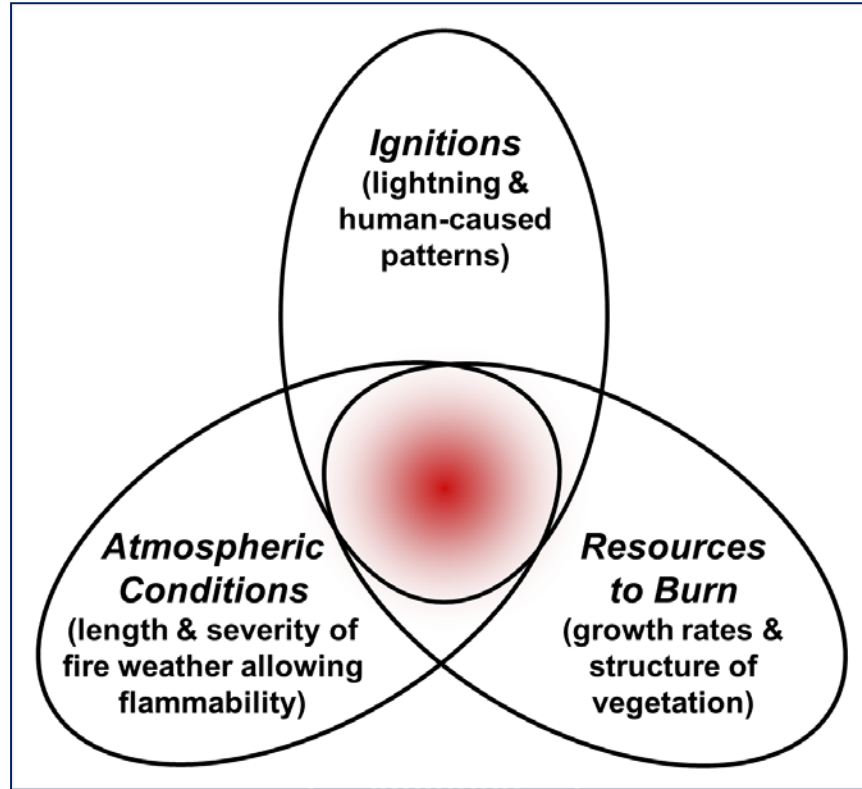 Ignitions
(lightning &
human-caused
patterns)
Atmospheric
Conditions
(length & severity of
fire weather allowing
flammability)
Resources
to Burn
(growth rates &
structure of
vegetation)